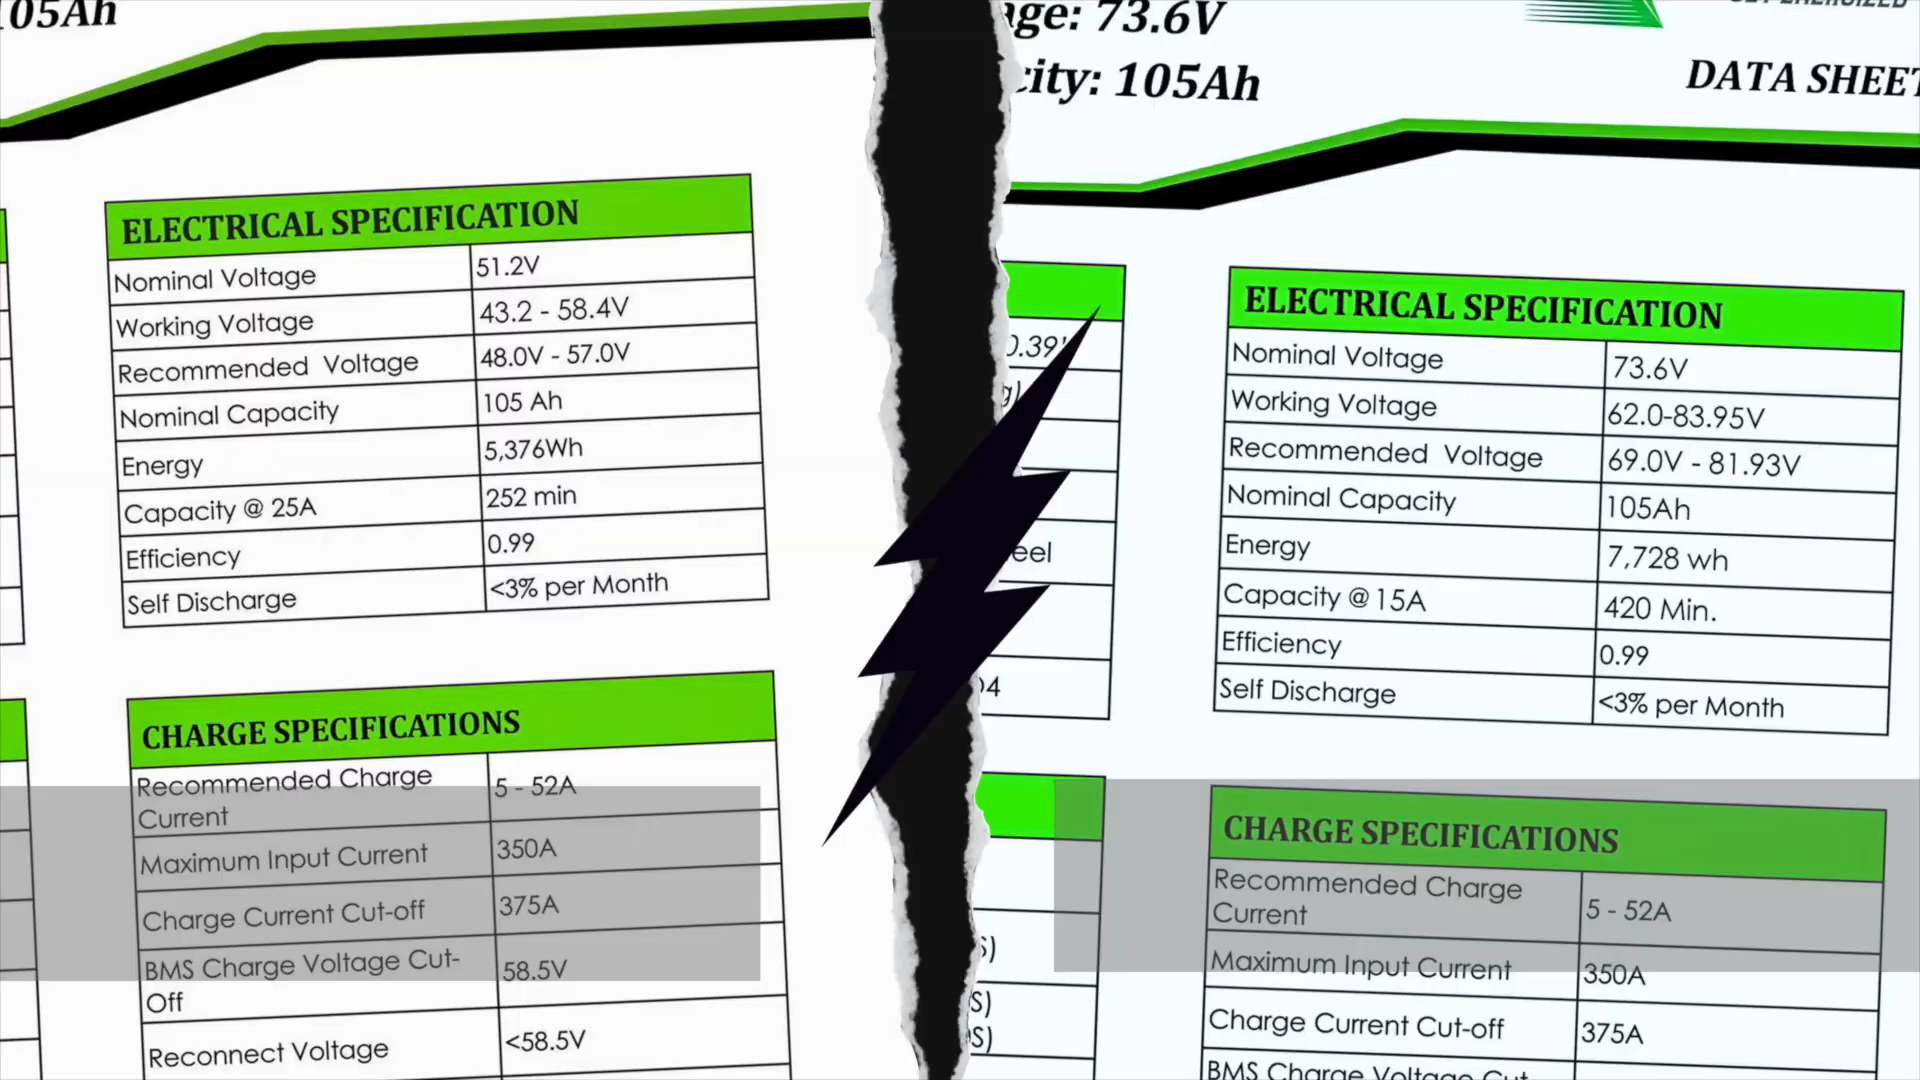 105Ah
ELECTRICAL SPECIFICATION
Nominal Voltage 51.2V
Working Voltage 43.2 - 58.4V
Recommended Voltage 48.0V - 57.0V
Nominal Capacity 105 Ah
Energy 5,376Wh
Capacity @ 25A 252 min
Efficiency 0.99
Self Discharge <3% per Month
CHARGE SPECIFICATIONS
Recommended Charge
Current 5 - 52A
Maximum Input Current 350A
Charge Current Cut-off 375A
BMS Charge Voltage Cut-
Off 58.5V
Reconnect Voltage <58.5V
73.6V
105Ah
DATA SHEET
ELECTRICAL SPECIFICATION
Nominal Voltage 73.6V
Working Voltage 62.0-83.95V
Recommended Voltage 69.0V - 81.93V
Nominal Capacity 105Ah
Energy 7,728 wh
Capacity @ 15A 420 Min.
Efficiency 0.99
Self Discharge <3% per Month
CHARGE SPECIFICATIONS
Recommended Charge
Current 5 - 52A
Maximum Input Current 350A
Charge Current Cut-off 375A
BMS Charge Voltage Cut-